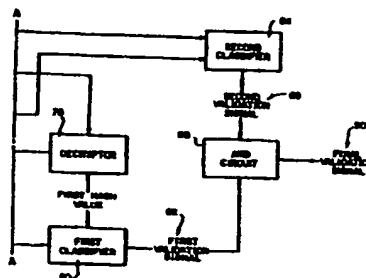 A
84
SECOND
CLASSIFIER
SECOND
VALIDATION
SIGNAL
DECRYPTOR
AND
CIRCUIT
FINAL
VALIDATION
SIGNAL
FIRST HASH
VALUE
FIRST
CLASSIFIER
FIRST
VALIDATION
SIGNAL
A